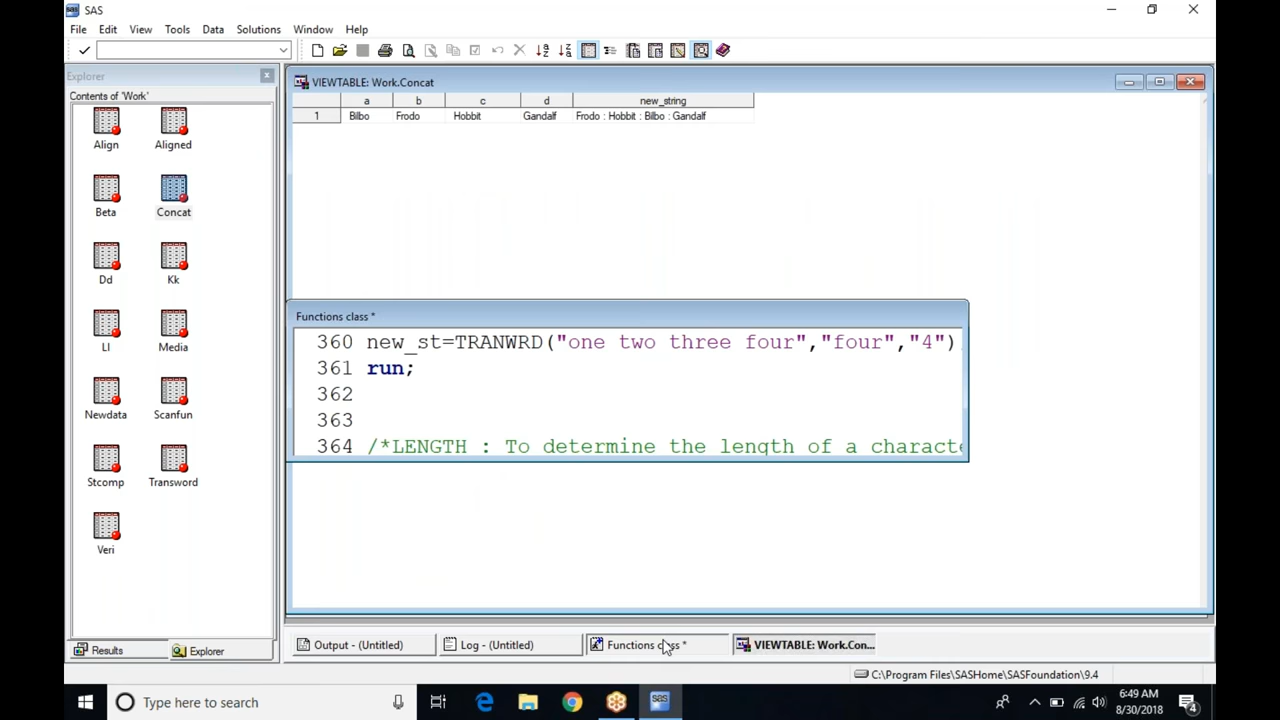 SAS
File Edit View Tools Data Solutions Window Help
Explorer
Contents of 'Work'
Align Aligned
Beta Concat
Dd Kk
LI Media
Newdata Scanfun
Stcomp Transword
Veri
VIEWTABLE: Work.Concat
a b c d new_string
1 Bilbo Frodo Hobbit Gandalf Frodo : Hobbit : Bilbo : Gandalf
Functions class *
360 new_st=TRANWRD("one two three four","four","4")
361 run;
362
363
364 /*LENGTH : To determine the length of a characte
Results Explorer
Output - (Untitled) Log - (Untitled) Functions class * VIEWTABLE: Work.Con...
C:\Program Files\SASHome\SASFoundation\9.4
Type here to search
6:49 AM
8/30/2018
4